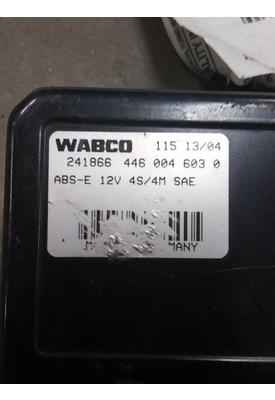 WABCO 115 13/04
241866 446 004 603 0
ABS-E 12V 4S/4M SAE
MANY